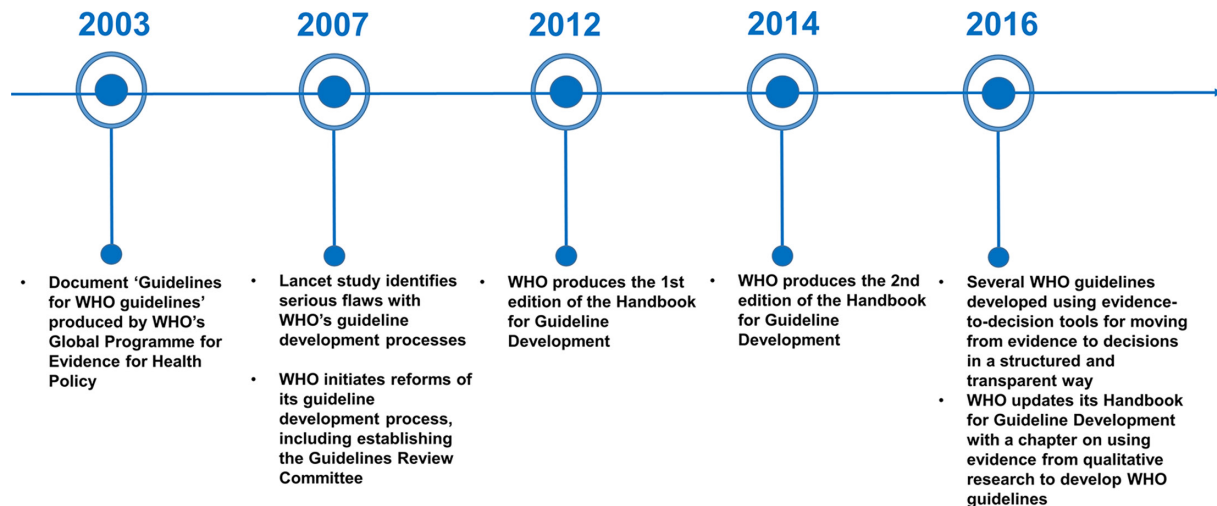 2003
2007
2012
2014
2016
• Document ‘Guidelines
for WHO guidelines’
produced by WHO’s
Global Programme for
Evidence for Health
Policy
• Lancet study identifies
serious flaws with
WHO’s guideline
development processes
• WHO initiates reforms of
its guideline
development process,
including establishing
the Guidelines Review
Committee
• WHO produces the 1st
edition of the Handbook
for Guideline
Development
• WHO produces the 2nd
edition of the Handbook
for Guideline
Development
• Several WHO guidelines
developed using evidence-
to-decision tools for moving
from evidence to decisions
in a structured and
transparent way
• WHO updates its Handbook
for Guideline Development
with a chapter on using
evidence from qualitative
research to develop WHO
guidelines